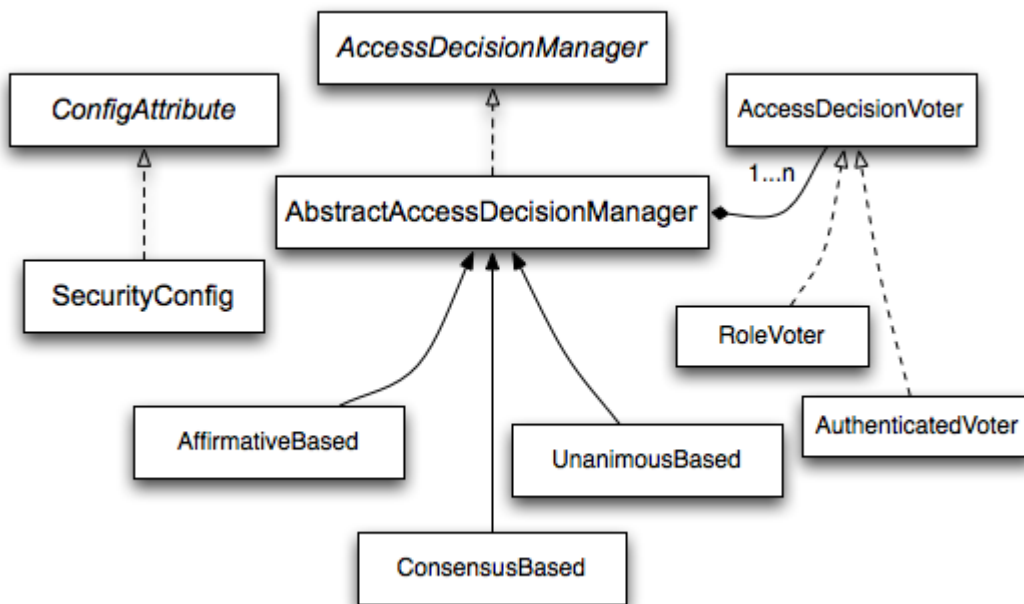 AccessDecisionManager
ConfigAttribute
AccessDecisionVoter
1...n
AbstractAccessDecisionManager
SecurityConfig
RoleVoter
AuthenticatedVoter
AffirmativeBased
UnanimousBased
ConsensusBased